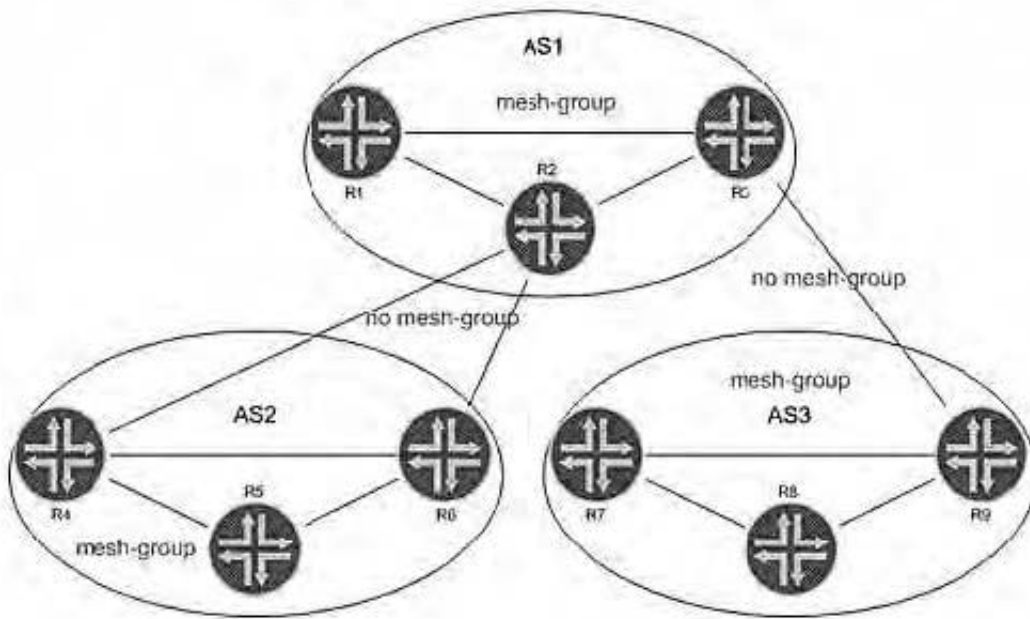 AS1
mesh-group
R1
R2
R3
no mesh-group
no mesh-group
AS2
mesh-group
AS3
R4
R5
R6
mesh-group
R7
R8
R9